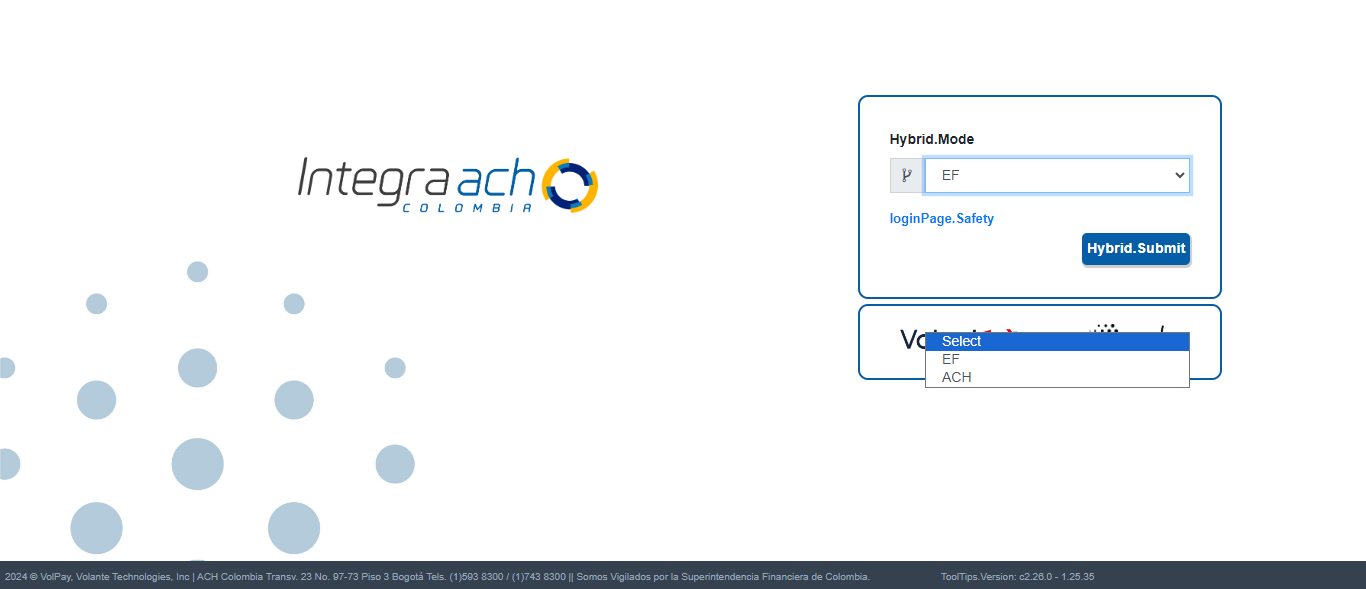 Integra ach
COLOMBIA
Hybrid.Mode
EF
loginPage.Safety
Hybrid.Submit
Select
EF
ACH
2024 © VolPay, Volante Technologies, Inc | ACH Colombia Transv. 23 No. 97-73 Piso 3 Bogotá Tels. (1)593 8300 / (1)743 8300 || Somos Vigilados por la Superintendencia Financiera de Colombia.
ToolTips.Version: c2.26.0 - 1.25.35